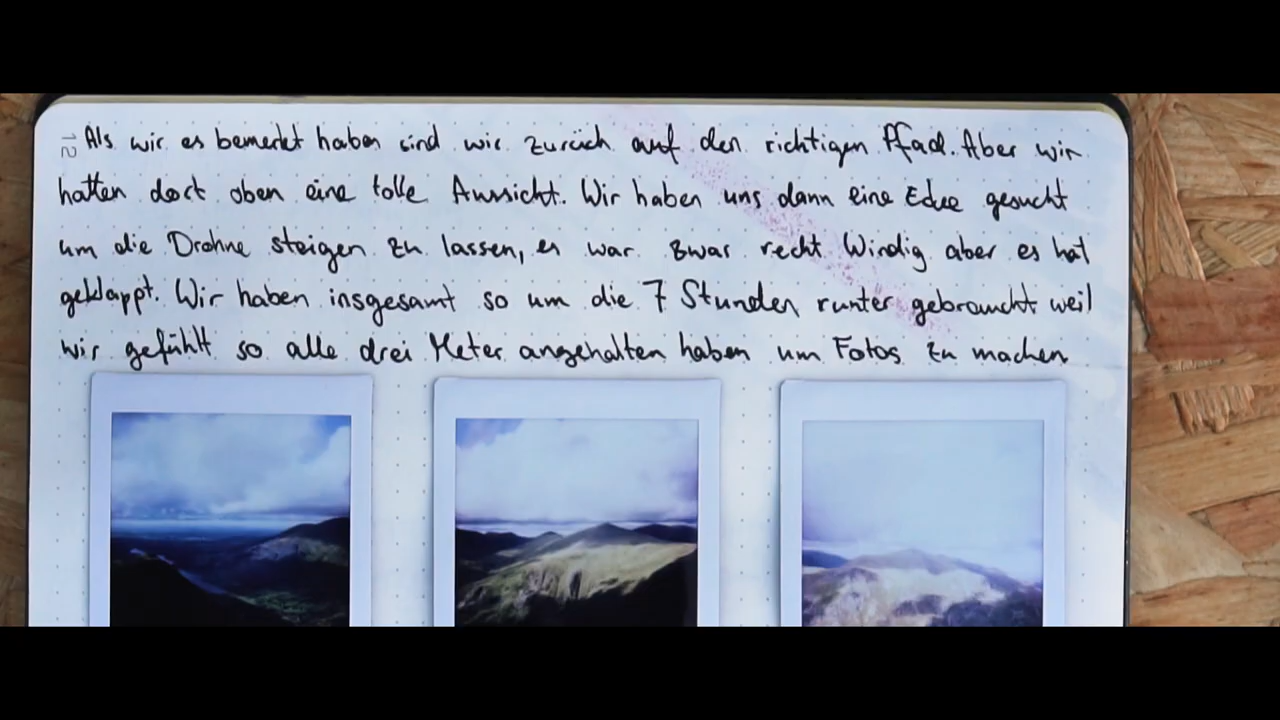 12
Als wir es bemerkt haben sind wir zurück auf den richtigen Pfad. Aber wir
hatten dort oben eine tolle Aussicht. Wir haben uns dann eine Ecke gesucht
um die Drohne steigen zu lassen, es war zwar recht Windig aber es hat
geklappt. Wir haben insgesamt so um die 7 Stunden runter gebraucht weil
wir gefühlt so alle drei Meter angehalten haben um Fotos zu machen